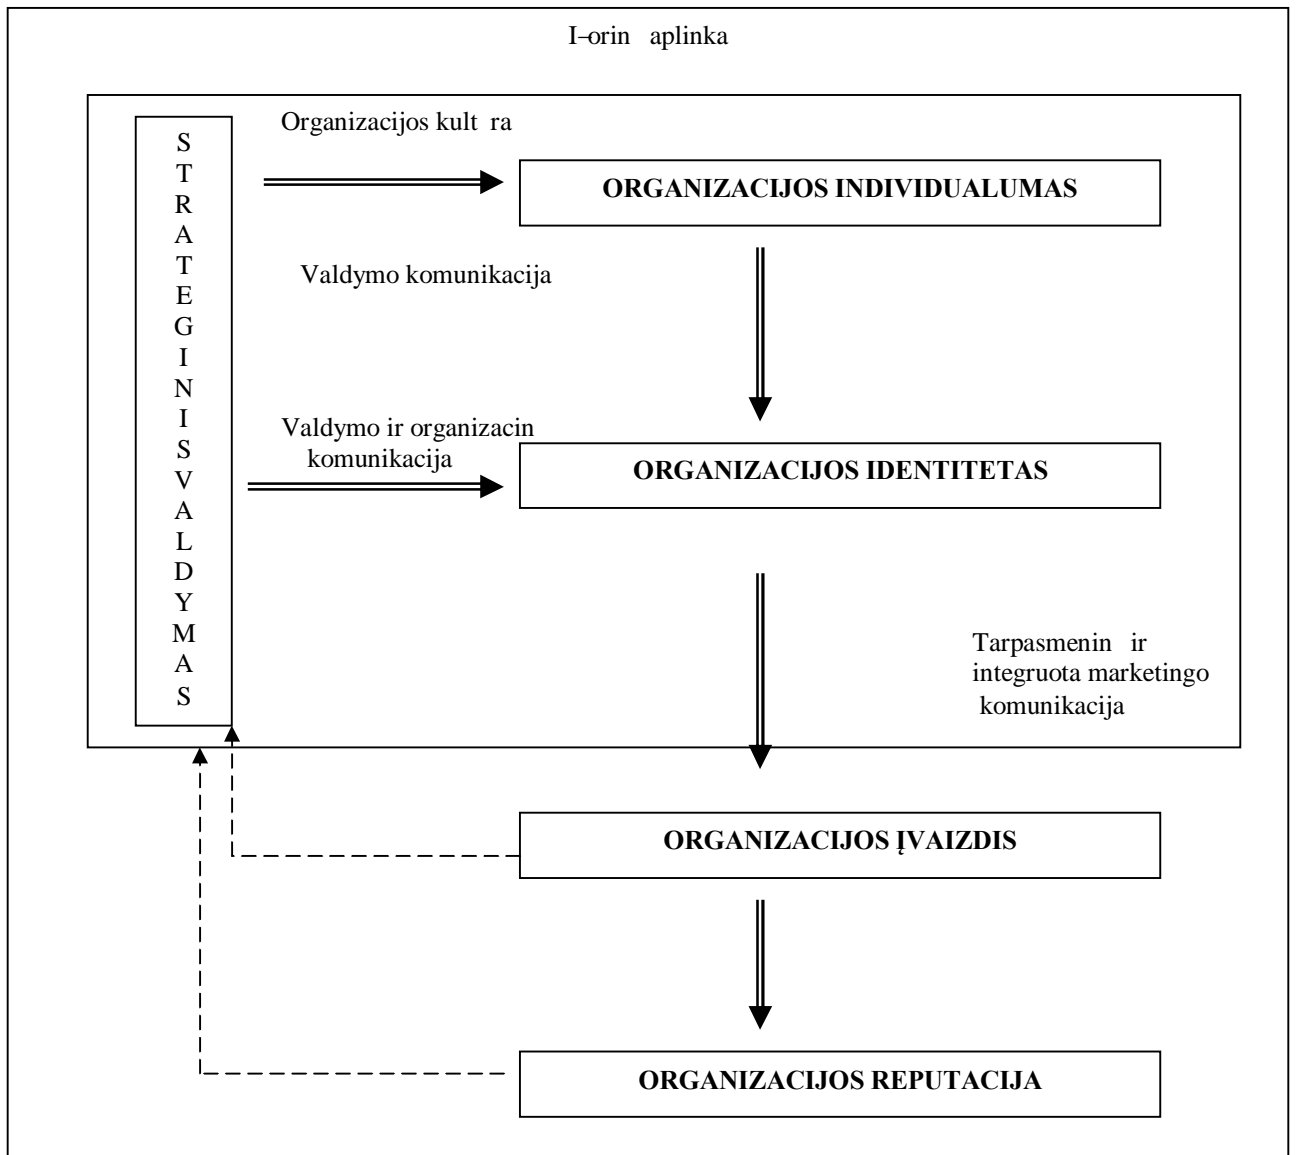 I–orin aplinka
Organizacijos kult ra
STRATEGINISVALDYMAS
ORGANIZACIJOS INDIVIDUALUMAS
Valdymo komunikacija
Valdymo ir organizacin
komunikacija
ORGANIZACIJOS IDENTITETAS
Tarpasmenin ir
integruota marketingo
komunikacija
ORGANIZACIJOS ĮVAIZDIS
ORGANIZACIJOS REPUTACIJA